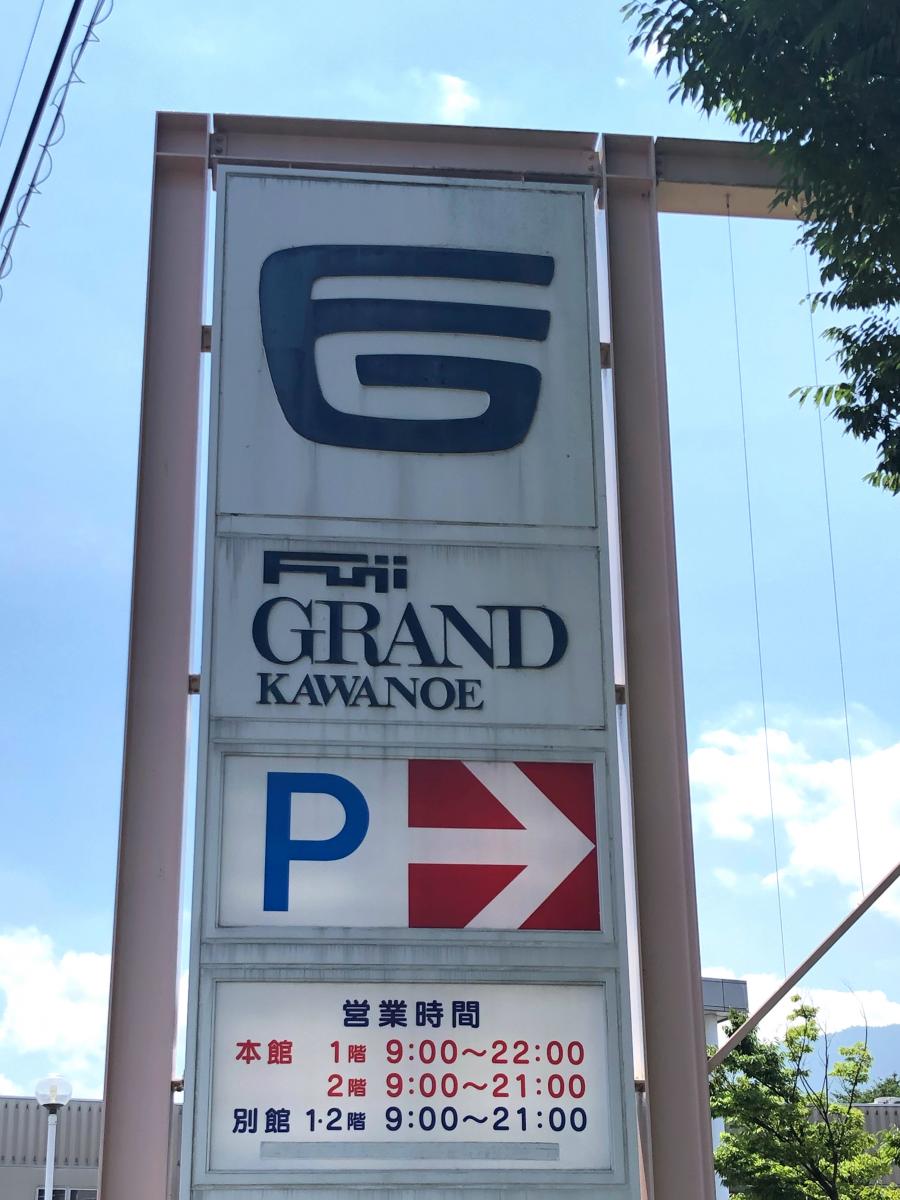 FG
Fuji
GRAND
KAWANOE
P
営業時間
本館 1階 9:00〜22:00
2階 9:00〜21:00
別館 1·2階 9:00〜21:00